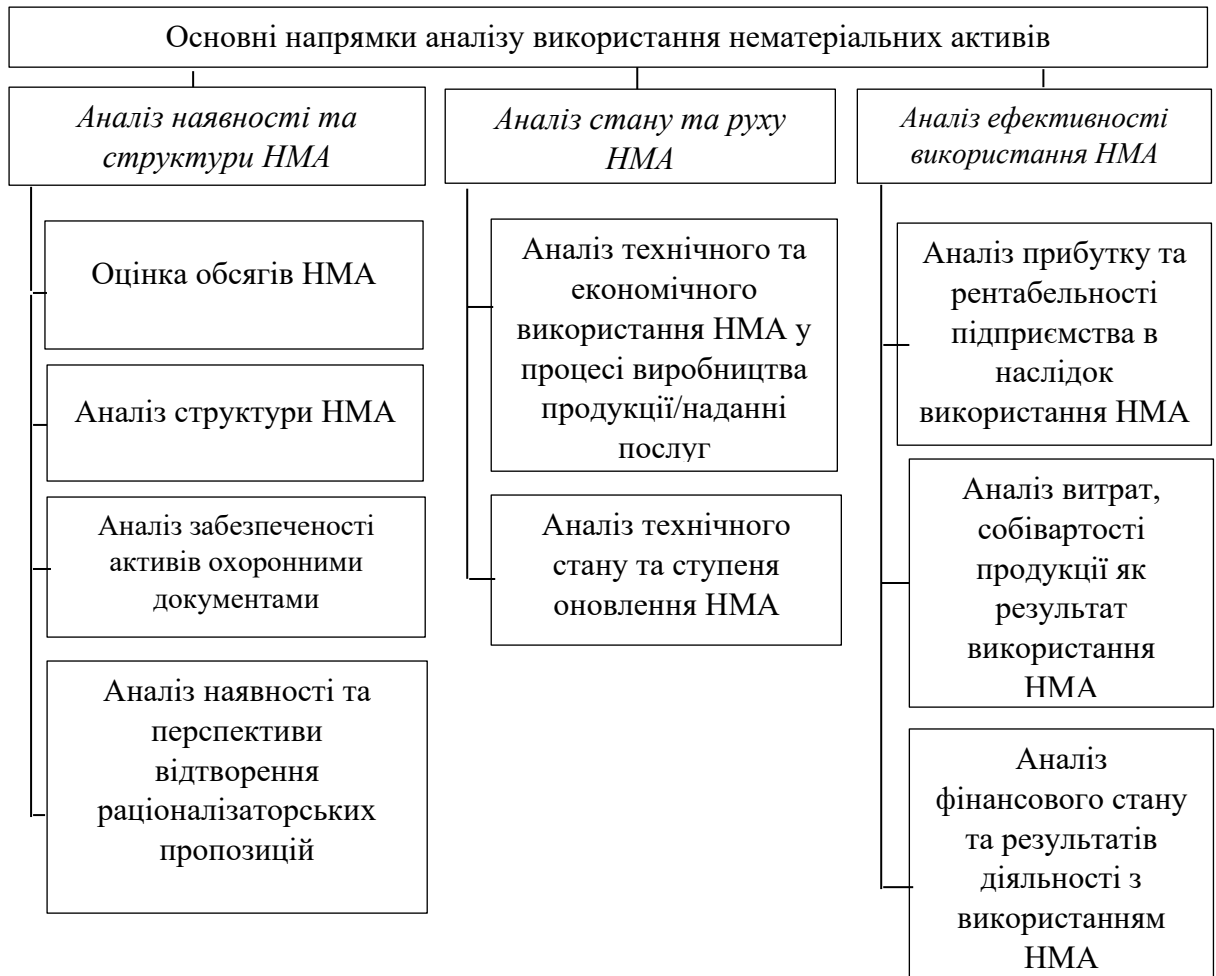 Основні напрямки аналізу використання нематеріальних активів
Аналіз наявності та
структури НМА
Оцінка обсягів НМА
Аналіз структури НМА
Аналіз забезпеченості
активів охоронними
документами
Аналіз наявності та
перспективи
відтворення
раціоналізаторських
пропозицій
Аналіз стану та руху
НМА
Аналіз технічного та
економічного
використання НМА у
процесі виробництва
продукції/наданні
послуг
Аналіз технічного
стану та ступеня
оновлення НМА
Аналіз ефективності
використання НМА
Аналіз прибутку та
рентабельності
підприємства в
наслідок
використання НМА
Аналіз витрат,
собівартості
продукції як
результат
використання
НМА
Аналіз
фінансового стану
та результатів
діяльності з
використанням
НМА